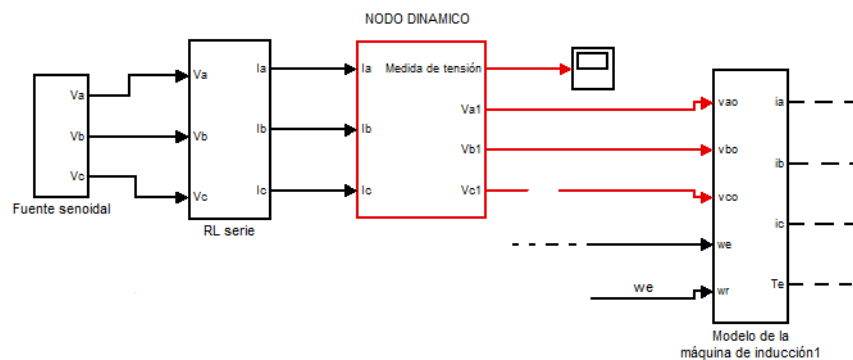 NODO DINAMICO
Va
Vb
Vc
Fuente senoidal
Va
Vb
Vc
Ia
Ib
Ic
RL serie
Ia
Ib
Ic
Medida de tensión
Va1
Vb1
Vc1
vao
vbo
vco
we
wr
we
ia
ib
ic
Te
Modelo de la
máquina de inducción1